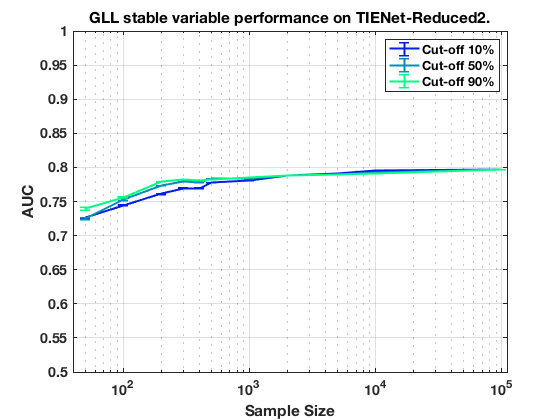 GLL stable variable performance on TIENet-Reduced2.
1
0.95
0.9
0.85
0.8
0.75
0.7
0.65
0.6
0.55
0.5
AUC
Cut-off 10%
Cut-off 50%
Cut-off 90%
10² 10³ 10⁴ 10⁵
Sample Size